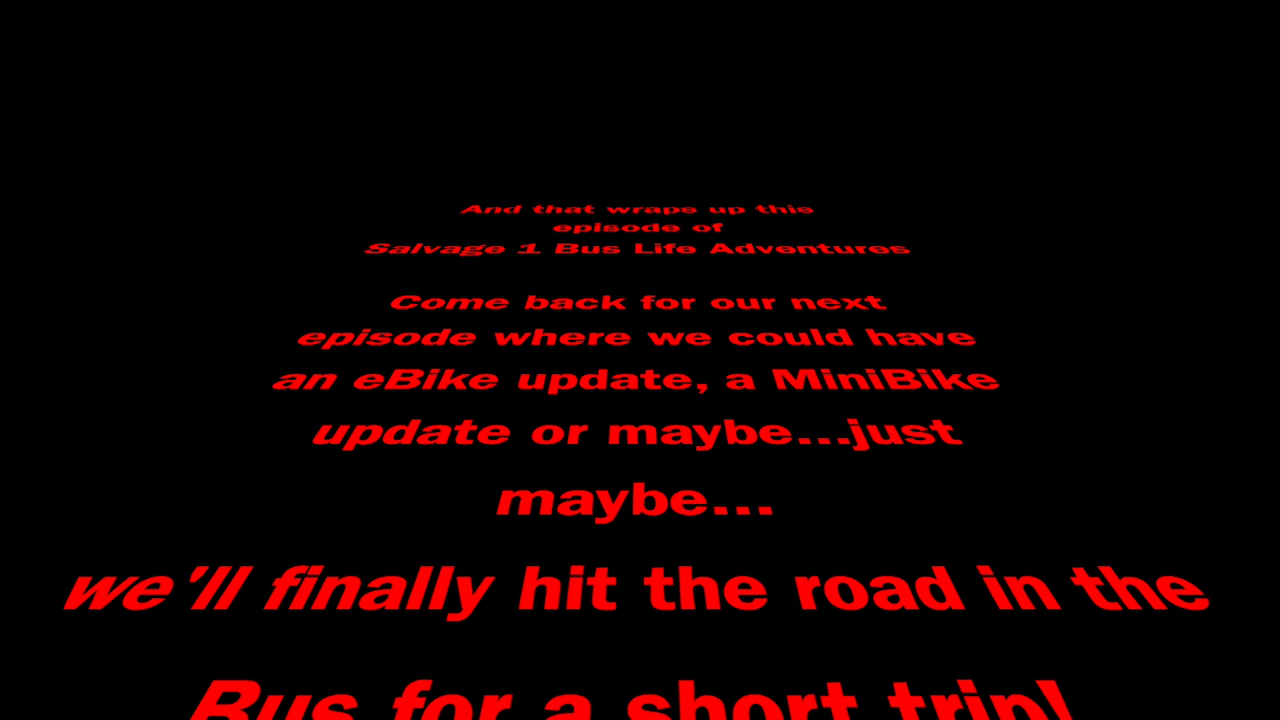 And that wraps up this
episode of
Salvage 1 Bus Life Adventures
Come back for our next
episode where we could have
an eBike update, a MiniBike
update or maybe...just
maybe...
we'll finally hit the road in the
Bus for a short trip!